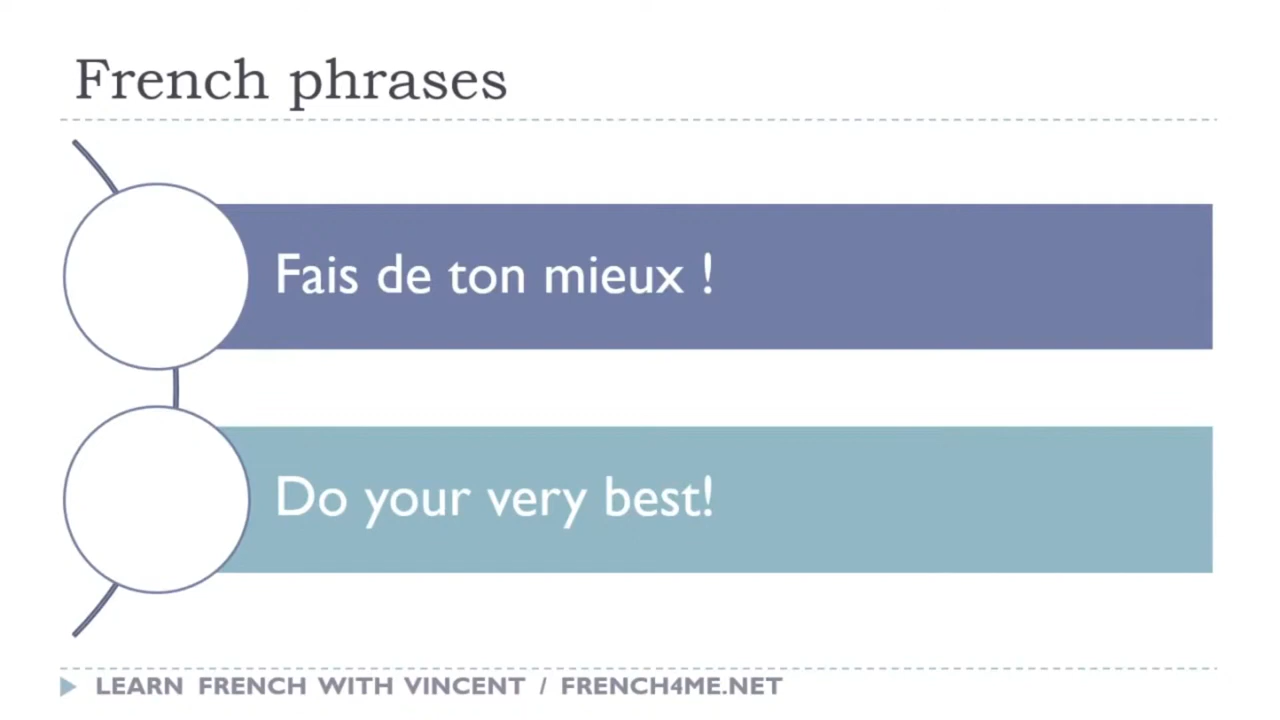 French phrases
Fais de ton mieux !
Do your very best!
LEARN FRENCH WITH VINCENT / FRENCH4ME.NET